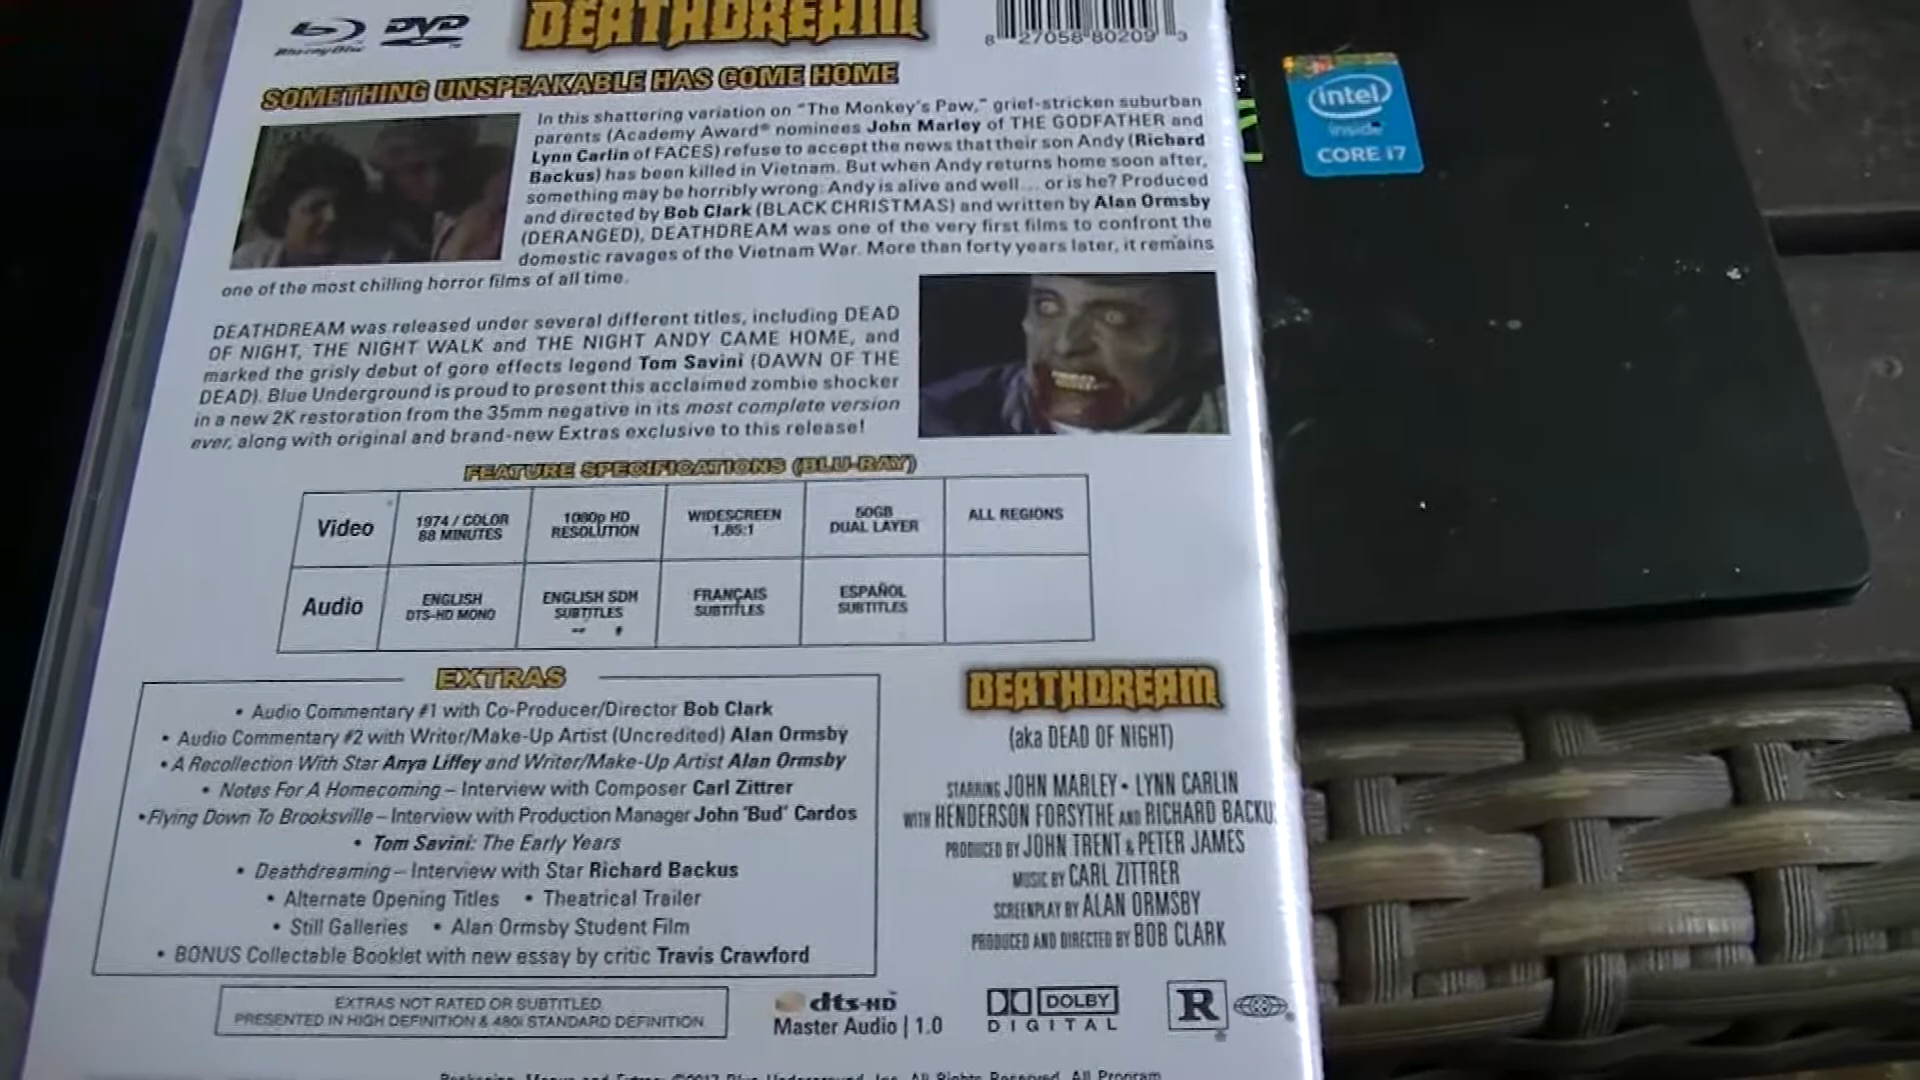 Blu-ray Disc DVD
DEATHDREAM
8 27058 80209 3
SOMETHING UNSPEAKABLE HAS COME HOME
In this shattering variation on "The Monkey's Paw," grief-stricken suburban
parents (Academy Award® nominees John Marley of THE GODFATHER and
Lynn Carlin of FACES) refuse to accept the news that their son Andy (Richard
Backus) has been killed in Vietnam. But when Andy returns home soon after,
something may be horribly wrong: Andy is alive and well... or is he? Produced
and directed by Bob Clark (BLACK CHRISTMAS) and written by Alan Ormsby
(DERANGED), DEATHDREAM was one of the very first films to confront the
domestic ravages of the Vietnam War. More than forty years later, it remains
one of the most chilling horror films of all time.
DEATHDREAM was released under several different titles, including DEAD
OF NIGHT, THE NIGHT WALK and THE NIGHT ANDY CAME HOME, and
marked the grisly debut of gore effects legend Tom Savini (DAWN OF THE
DEAD). Blue Underground is proud to present this acclaimed zombie shocker
in a new 2K restoration from the 35mm negative in its most complete version
ever, along with original and brand-new Extras exclusive to this release!
FEATURE SPECIFICATIONS (BLU-RAY)
Video
1974 / COLOR
88 MINUTES
1080p HD
RESOLUTION
WIDESCREEN
1.85:1
50GB
DUAL LAYER
ALL REGIONS
Audio
ENGLISH
DTS-HD MONO
ENGLISH SDH
SUBTITLES
FRANÇAIS
SUBTITLES
ESPAÑOL
SUBTITLES
EXTRAS
• Audio Commentary #1 with Co-Producer/Director Bob Clark
• Audio Commentary #2 with Writer/Make-Up Artist (Uncredited) Alan Ormsby
• A Recollection With Star Anya Liffey and Writer/Make-Up Artist Alan Ormsby
• Notes For A Homecoming – Interview with Composer Carl Zittrer
• Flying Down To Brooksville – Interview with Production Manager John "Bud" Cardos
• Tom Savini: The Early Years
• Deathdreaming – Interview with Star Richard Backus
• Alternate Opening Titles • Theatrical Trailer
• Still Galleries • Alan Ormsby Student Film
• BONUS Collectable Booklet with new essay by critic Travis Crawford
EXTRAS NOT RATED OR SUBTITLED.
PRESENTED IN HIGH DEFINITION & 480i STANDARD DEFINITION
DEATHDREAM
(aka DEAD OF NIGHT)
STARRING JOHN MARLEY • LYNN CARLIN
WITH HENDERSON FORSYTHE AND RICHARD BACKU
PRODUCED BY JOHN TRENT & PETER JAMES
MUSIC BY CARL ZITTRER
SCREENPLAY BY ALAN ORMSBY
PRODUCED AND DIRECTED BY BOB CLARK
dts-HD
Master Audio | 1.0
DOLBY
DIGITAL
R
Packaging, Menus and Extras ©2017 Blue Underground, Inc. All Rights Reserved. All Program
intel
inside
CORE i7